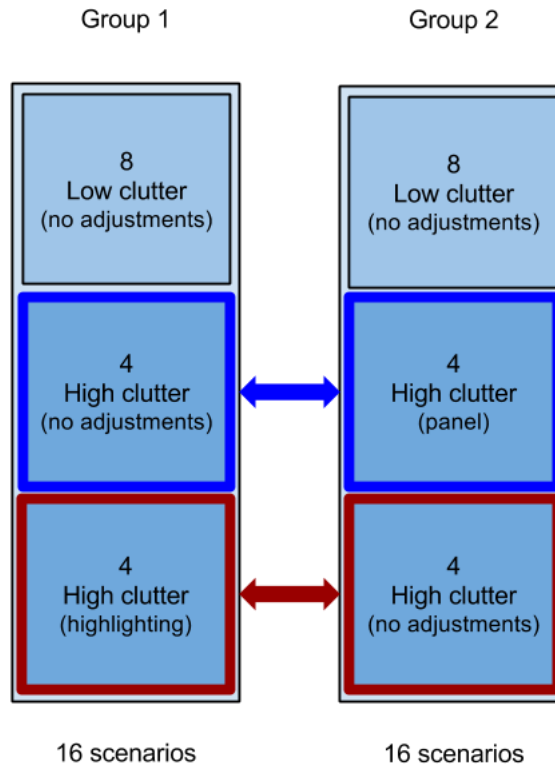 Group 1
Group 2
8
Low clutter
(no adjustments)
8
Low clutter
(no adjustments)
4
High clutter
(no adjustments)
4
High clutter
(panel)
4
High clutter
(highlighting)
4
High clutter
(no adjustments)
16 scenarios
16 scenarios